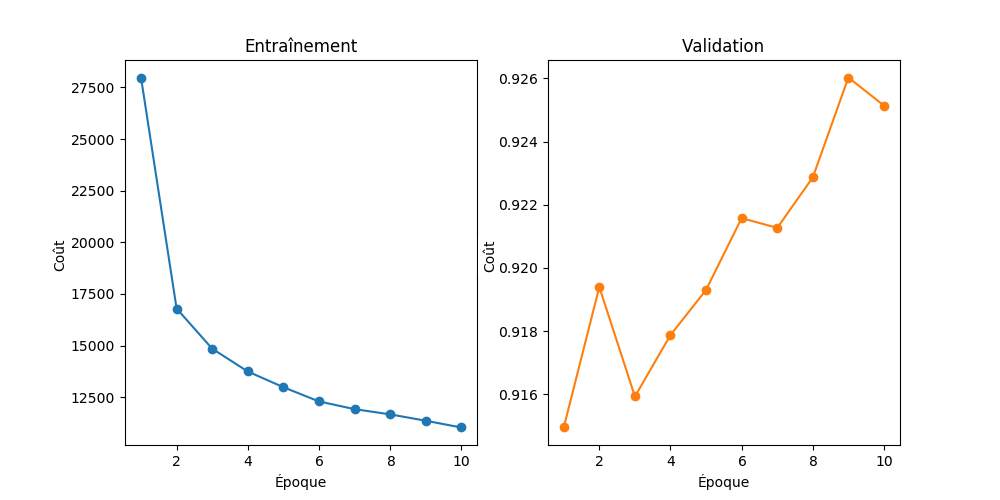 Entraînement
Coût
27500
25000
22500
20000
17500
15000
12500
2 4 6 8 10
Époque
Validation
Coût
0.926
0.924
0.922
0.920
0.918
0.916
2 4 6 8 10
Époque